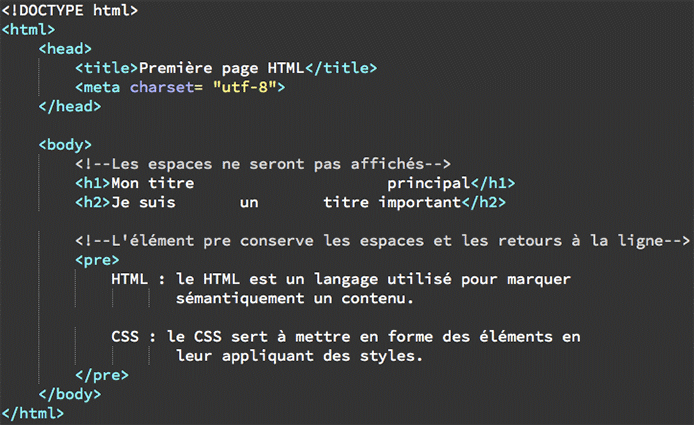 <!DOCTYPE html>
<html>
    <head>
        <title>Première page HTML</title>
        <meta charset= "utf-8">
    </head>

    <body>
        <!--Les espaces ne seront pas affichés-->
        <h1>Mon titre                     principal</h1>
        <h2>Je suis       un       titre important</h2>

        <!--L'élément pre conserve les espaces et les retours à la ligne-->
        <pre>
            HTML : le HTML est un langage utilisé pour marquer
                   sémantiquement un contenu.

            CSS : le CSS sert à mettre en forme des éléments en
                   leur appliquant des styles.
        </pre>
    </body>
</html>